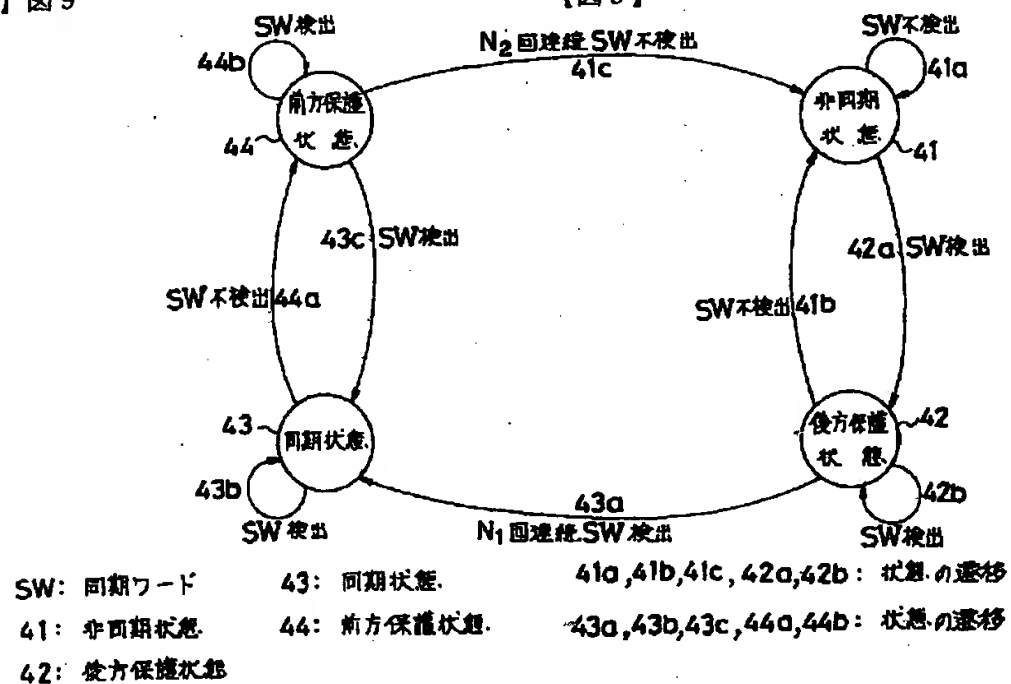 】図9
SW検出
44b
前方保護
状態
44
N₂回連続SW不検出
41c
SW不検出
41a
非同期
状態
41
43c SW検出
SW不検出 44a
42a SW検出
SW不検出 41b
43
同期状態
43b
SW検出
43a
N₁回連続SW検出
後方保護
状態
42
42b
SW検出
SW: 同期ワード
43: 同期状態
41a,41b,41c,42a,42b: 状態の遷移
41: 非同期状態
44: 前方保護状態
43a,43b,43c,44a,44b: 状態の遷移
42: 後方保護状態